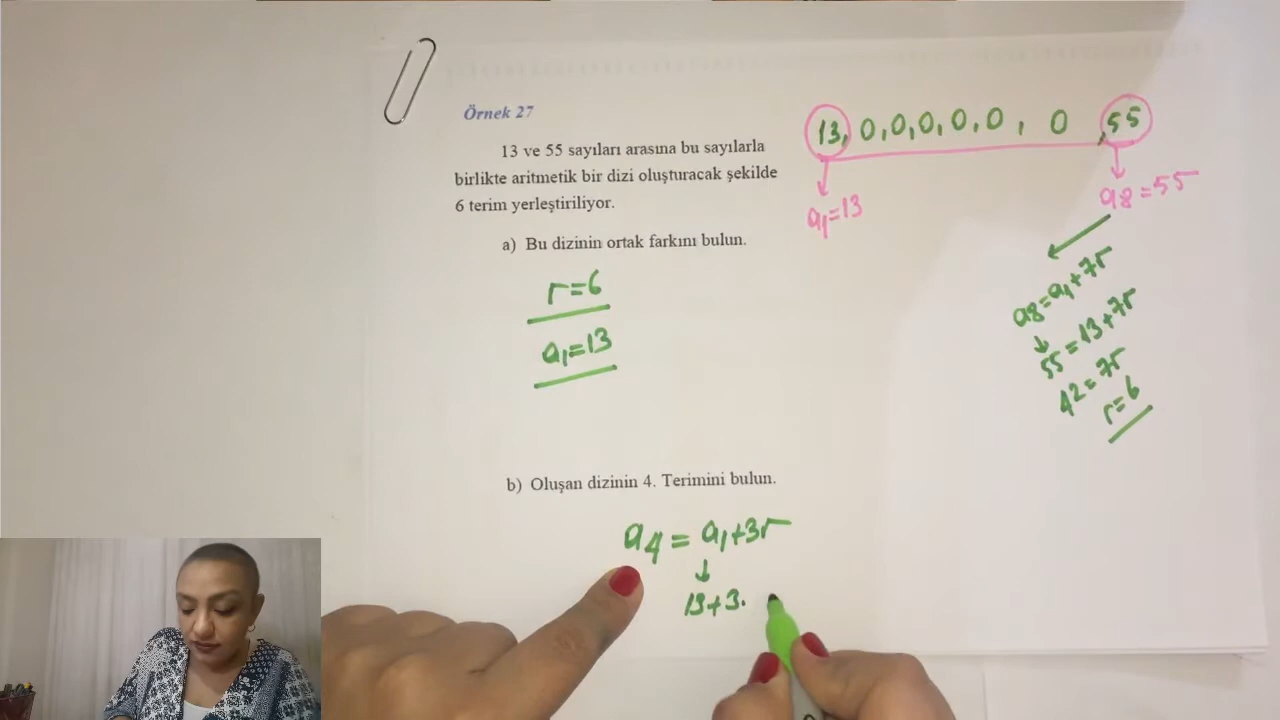 Örnek 27
13 ve 55 sayıları arasına bu sayılarla
birlikte aritmetik bir dizi oluşturacak şekilde
6 terim yerleştiriliyor.
a) Bu dizinin ortak farkını bulun.
r=6
a1=13
b) Oluşan dizinin 4. Terimini bulun.
a4 = a1+3r
13+3.
13, 0,0,0,0,0, 0 ,55
a1=13
a8=55
a8=a1+7r
55=13+7r
42=7r
r=6